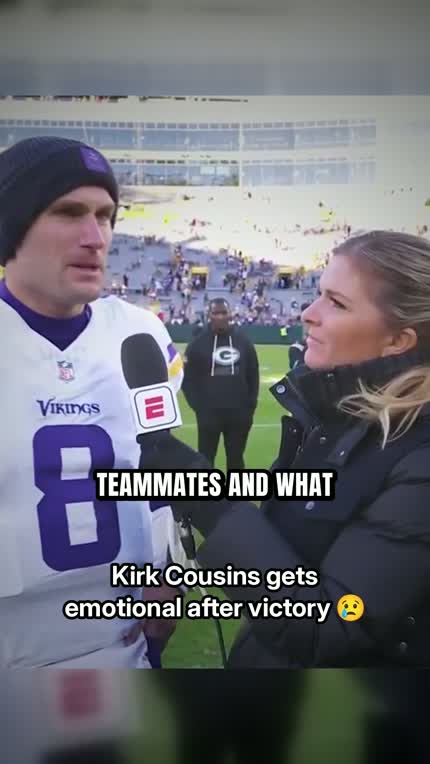 VIKINGS
8
E
G
TEAMMATES AND WHAT
Kirk Cousins gets
emotional after victory 😢